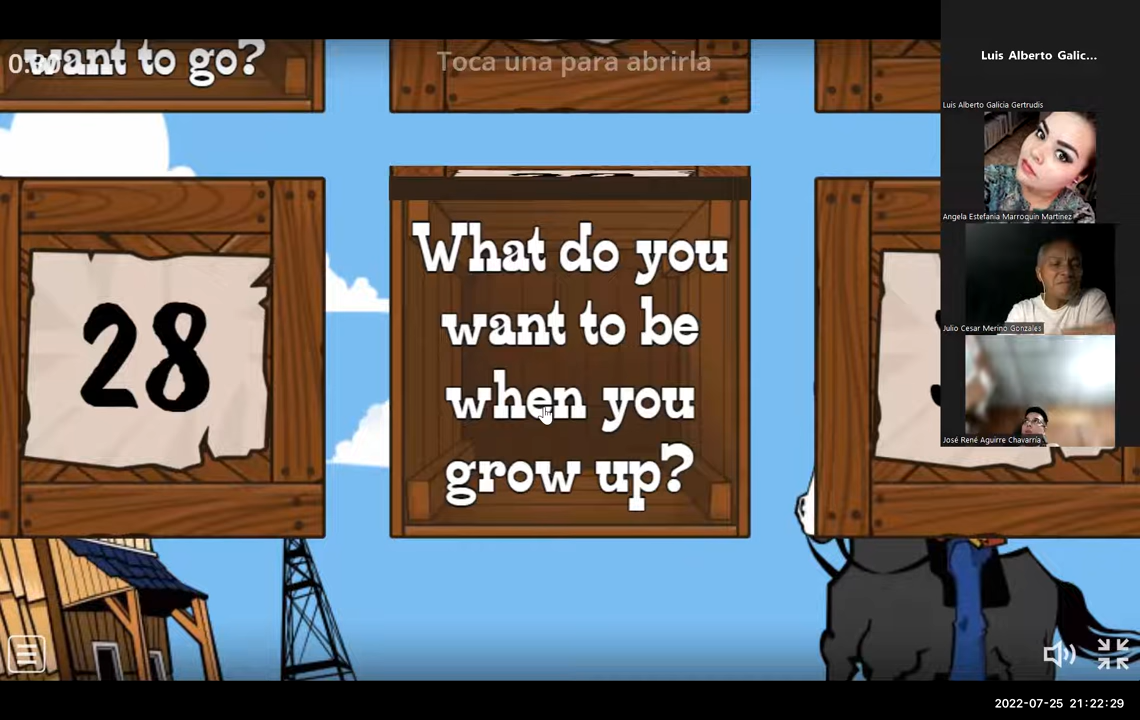 want to go?
Toca una para abrirla
28
What do you
want to be
when you
grow up?
Luis Alberto Galic...
Luis Alberto Galicia Gertrudis
Angela Estefanía Marroquin Martinez
Julio Cesar Merino Gonzales
José René Aguirre Chavarría
2022-07-25 21:22:29